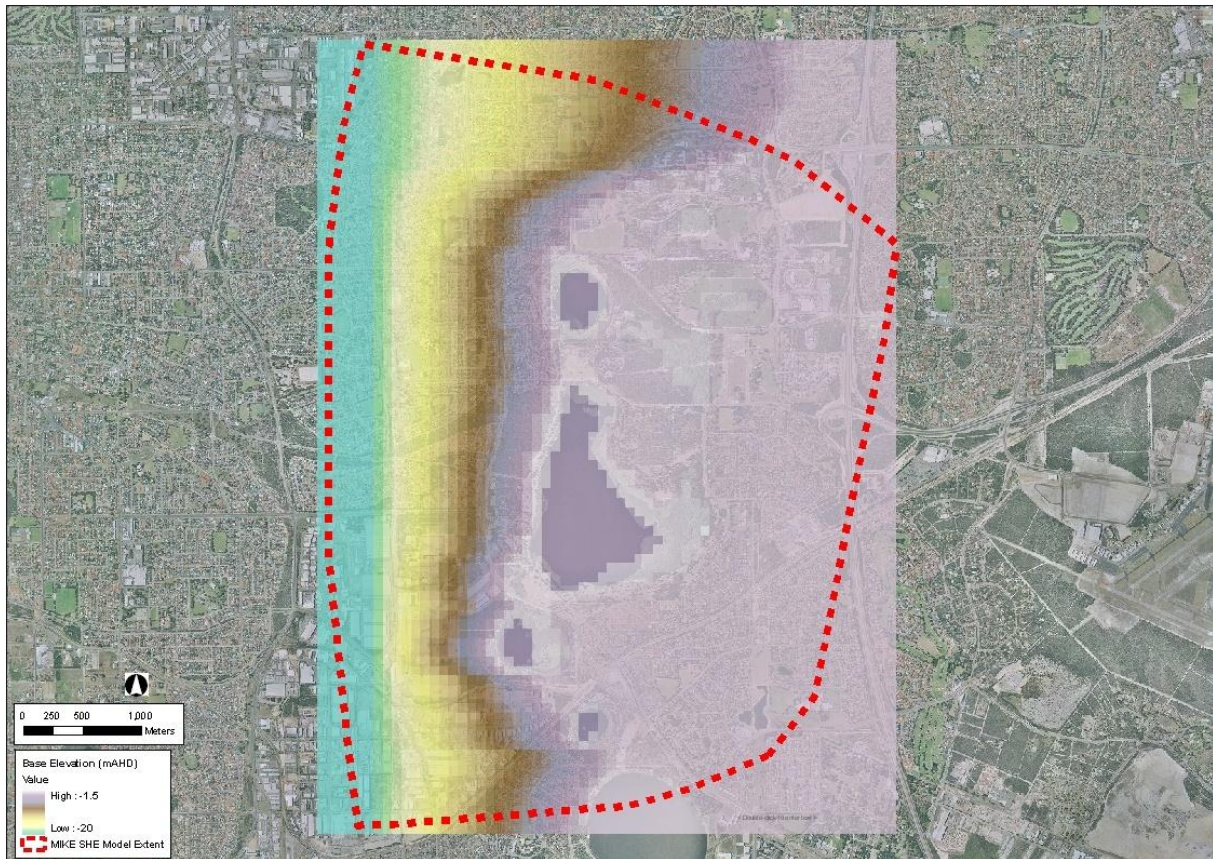 0 250 500 1,000
Meters
Base Elevation (mAHD)
Value
High : -1.5
Low : -20
MIKE SHE Model Extent